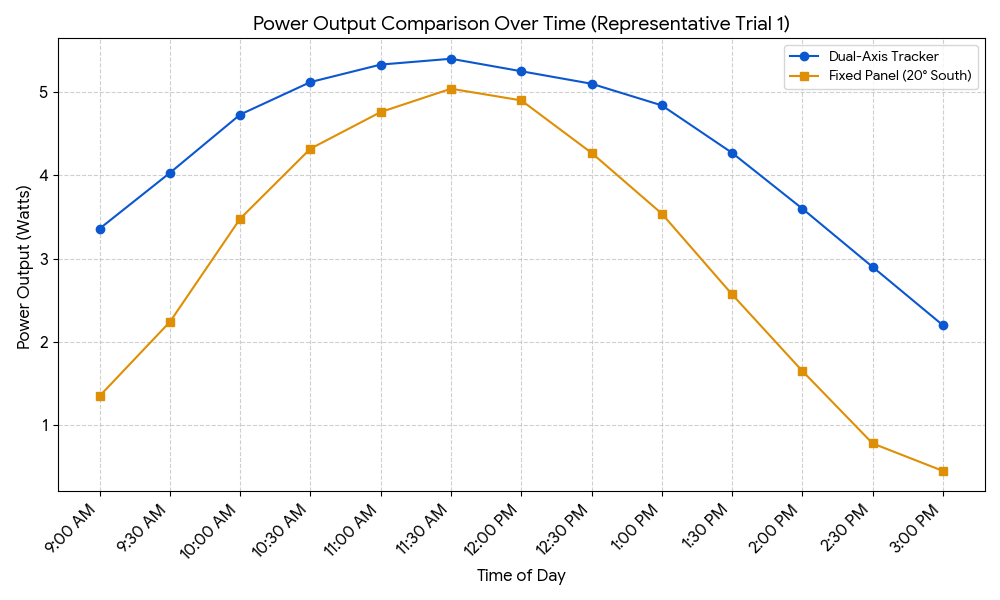 Power Output Comparison Over Time (Representative Trial 1)
Dual-Axis Tracker
Fixed Panel (20° South)
Power Output (Watts)
5
4
3
2
1
9:00 AM
9:30 AM
10:00 AM
10:30 AM
11:00 AM
11:30 AM
12:00 PM
12:30 PM
1:00 PM
1:30 PM
2:00 PM
2:30 PM
3:00 PM
Time of Day